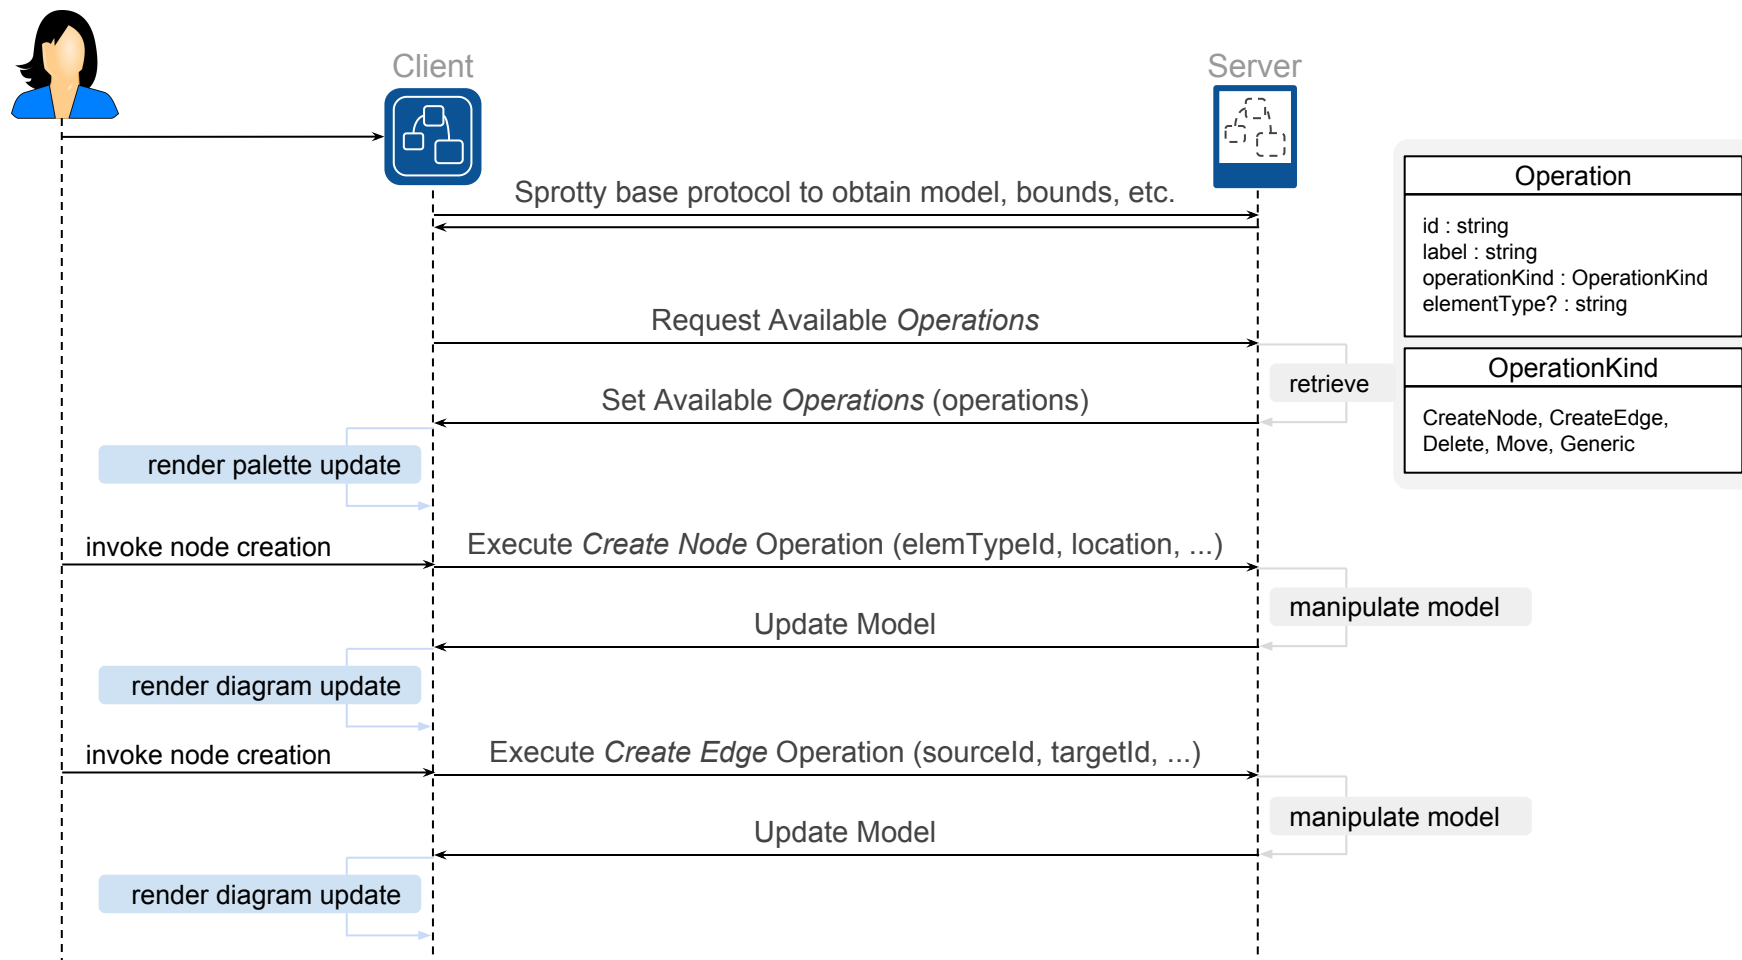 Client
Server
Sprotty base protocol to obtain model, bounds, etc.
Operation
id : string
label : string
operationKind : OperationKind
elementType? : string
Request Available Operations
OperationKind
retrieve
Set Available Operations (operations)
CreateNode, CreateEdge,
Delete, Move, Generic
render palette update
invoke node creation
Execute Create Node Operation (elemTypeId, location, ...)
manipulate model
Update Model
render diagram update
invoke node creation
Execute Create Edge Operation (sourceId, targetId, ...)
manipulate model
Update Model
render diagram update